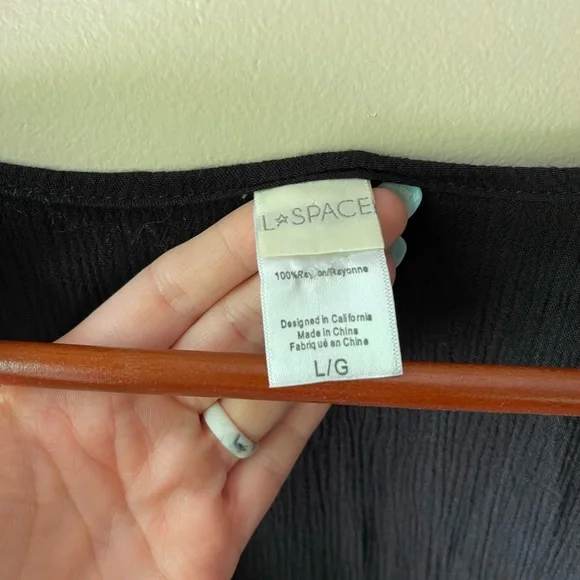 L☆SPACE
100%Rayon/Rayonne
Designed in California
Made in China
Fabriqué en Chine
L/G